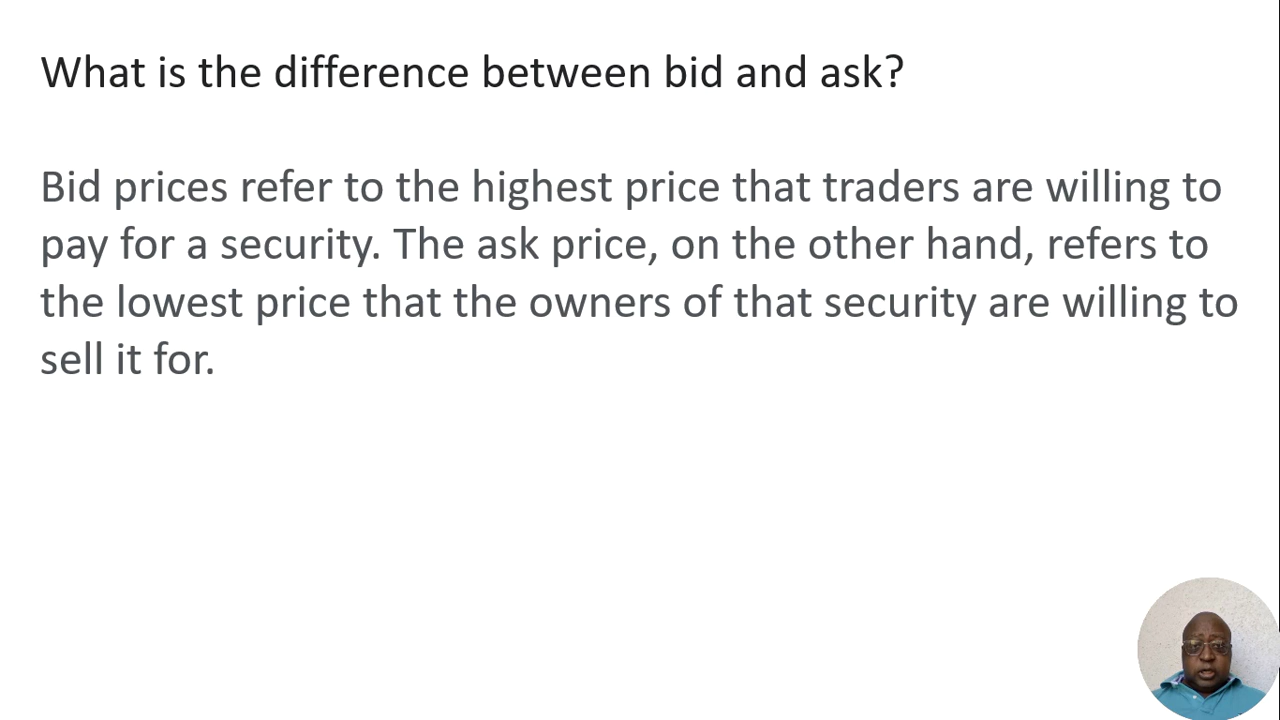 What is the difference between bid and ask?
Bid prices refer to the highest price that traders are willing to
pay for a security. The ask price, on the other hand, refers to
the lowest price that the owners of that security are willing to
sell it for.